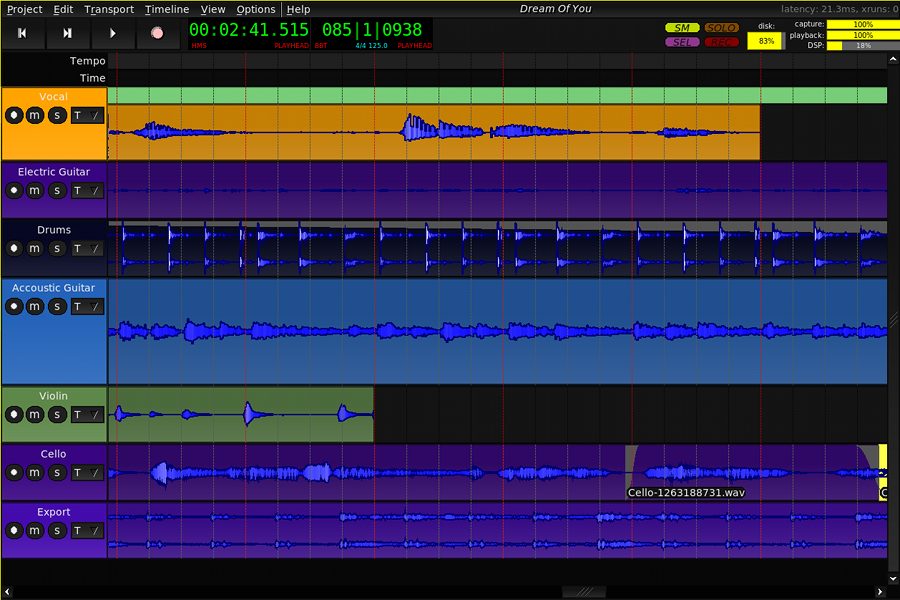 Project Edit Transport Timeline View Options Help Dream Of You latency: 21.3ms, xruns: 0
00:02:41.515 085|1|0938
HMS PLAYHEAD BBT 4/4 125.0 PLAYHEAD
SM SOLO
SEL REC
disk:
83%
capture: 100%
playback: 100%
DSP: 18%
Tempo
Time
Vocal
m s T
Electric Guitar
m s T
Drums
m s T
Accoustic Guitar
m s T
Violin
m s T
Cello
m s T
Cello-1263188731.wav
C
Export
m s T